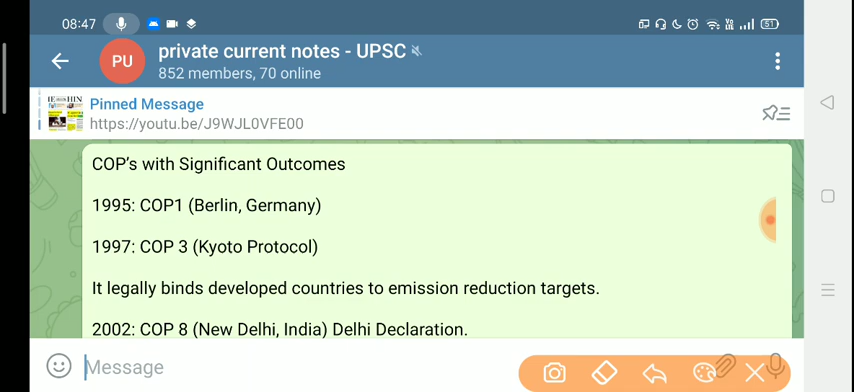 08:47
51
PU
private current notes - UPSC
852 members, 70 online
Pinned Message
https://youtu.be/J9WJL0VFE00
COP's with Significant Outcomes
1995: COP1 (Berlin, Germany)
1997: COP 3 (Kyoto Protocol)
It legally binds developed countries to emission reduction targets.
2002: COP 8 (New Delhi, India) Delhi Declaration.
Message